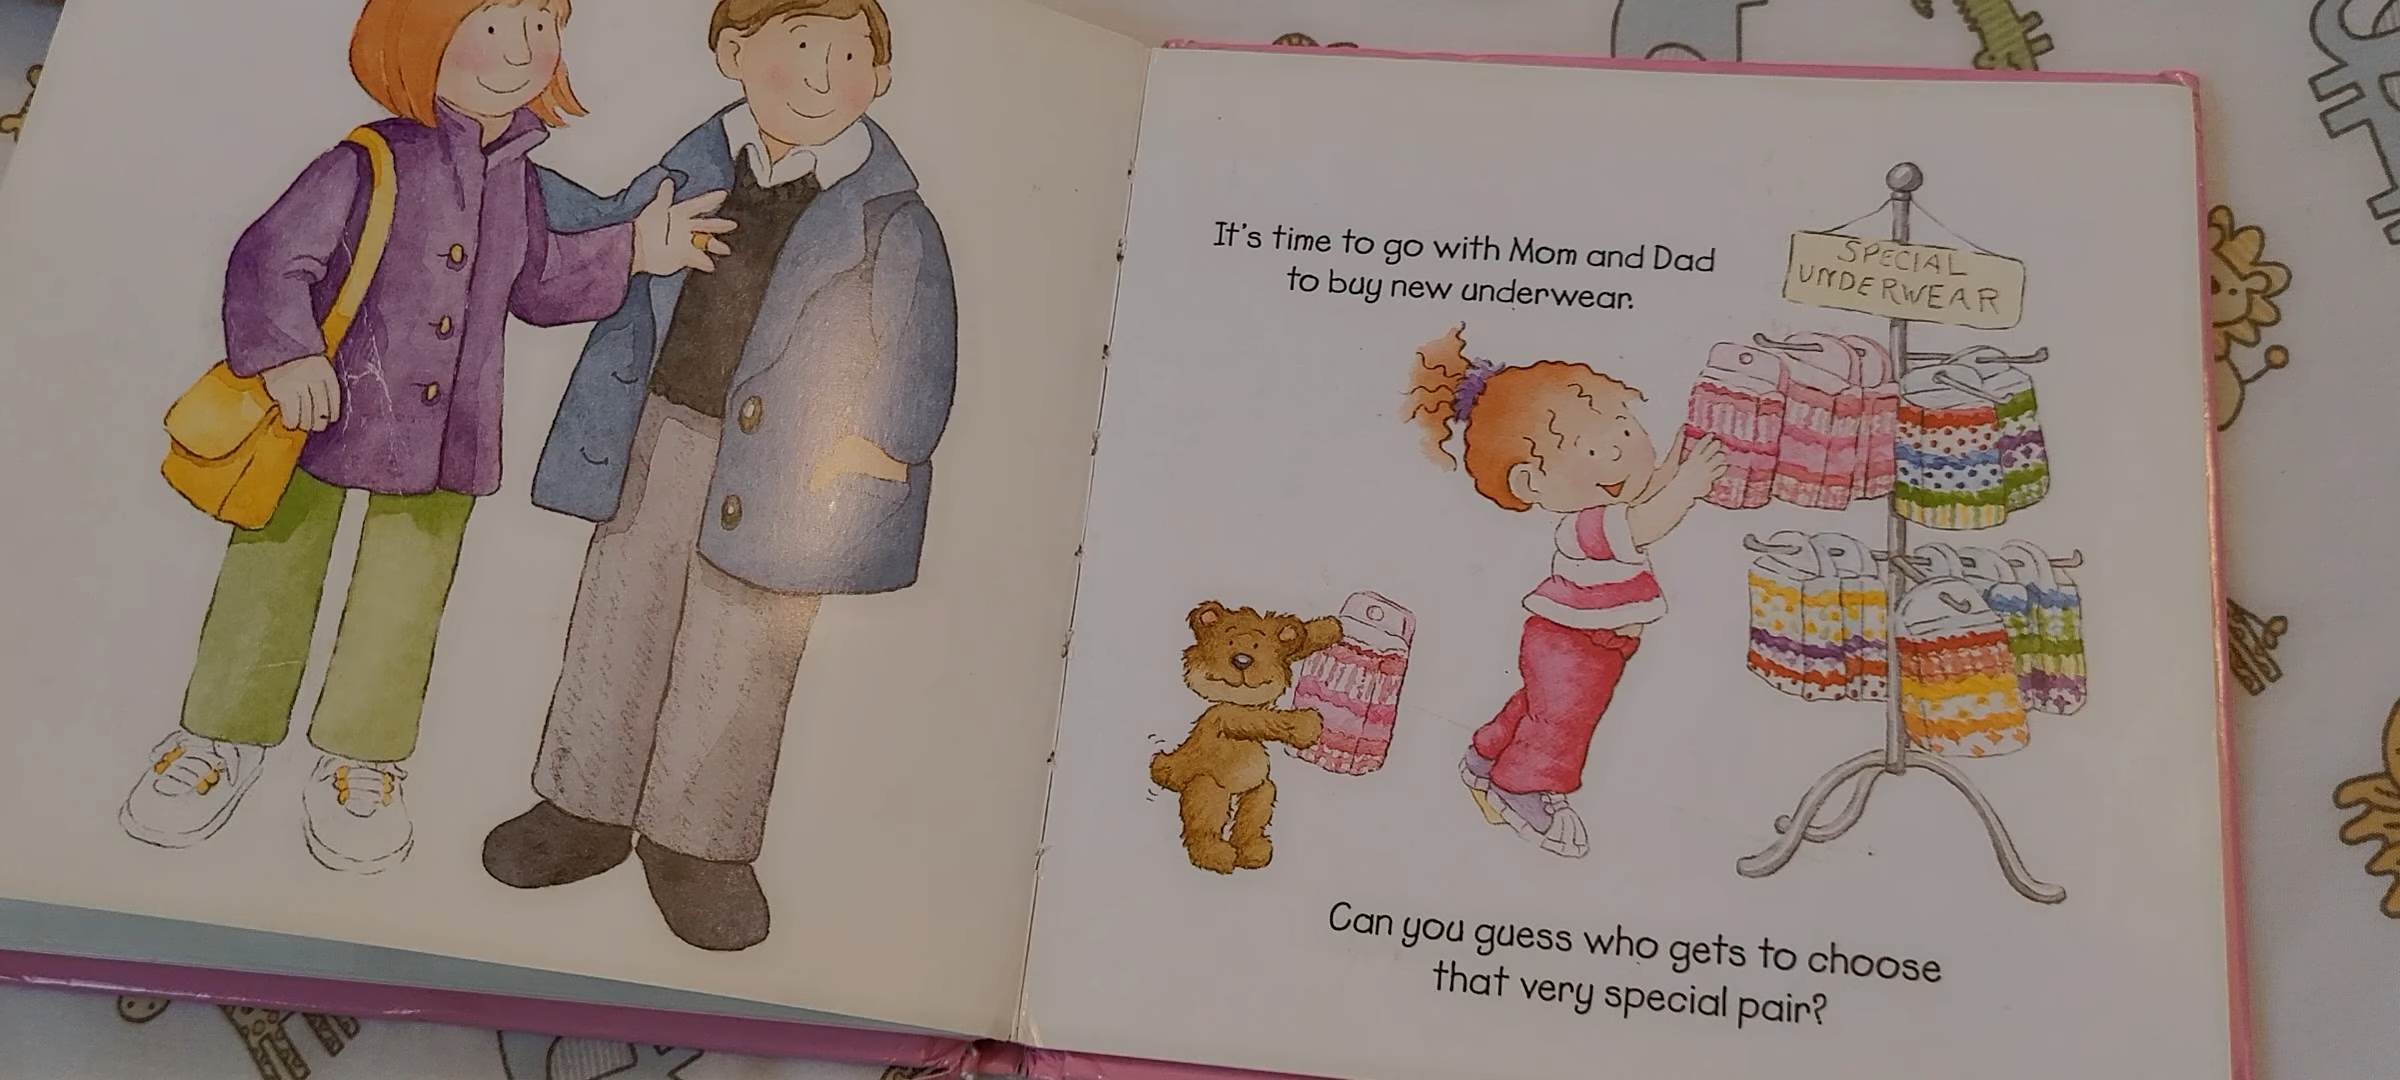 It's time to go with Mom and Dad
to buy new underwear.
SPECIAL
UNDERWEAR
Can you guess who gets to choose
that very special pair?